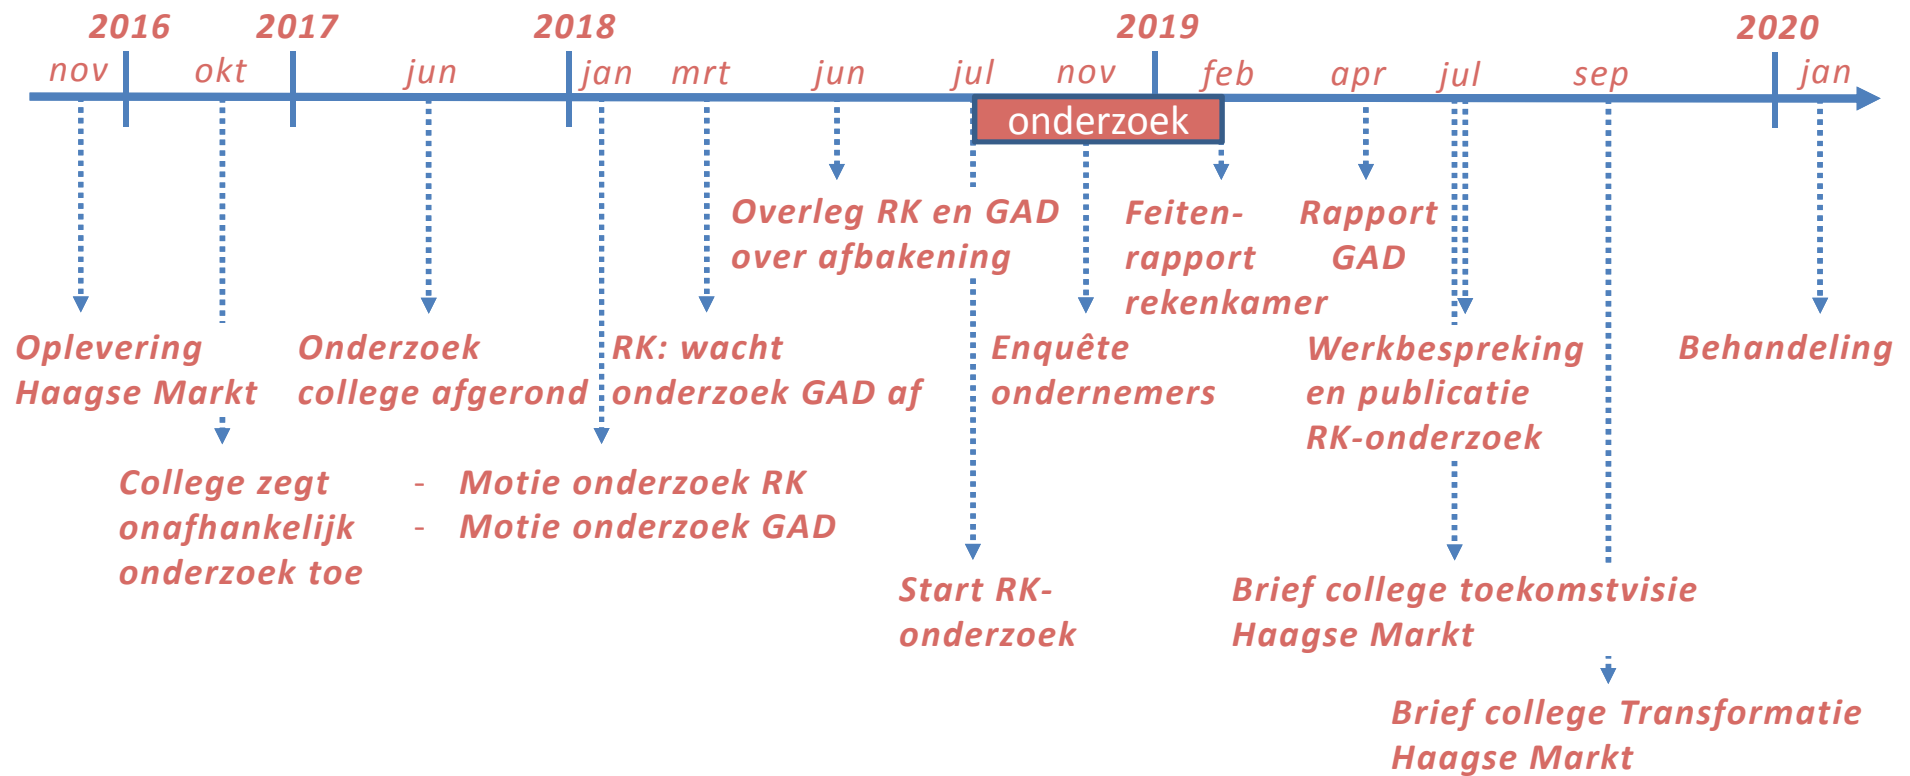 2016 2017 2018 2019 2020
nov okt jun jan mrt jun jul nov feb apr jul sep jan
onderzoek
Overleg RK en GAD
over afbakening
Feiten-
rapport
rekenkamer
Rapport
GAD
Oplevering
Haagse Markt
Onderzoek
college afgerond
RK: wacht
onderzoek GAD af
Enquête
ondernemers
Werkbespreking
en publicatie
RK-onderzoek
Behandeling
College zegt
onafhankelijk
onderzoek toe
- Motie onderzoek RK
- Motie onderzoek GAD
Start RK-
onderzoek
Brief college toekomstvisie
Haagse Markt
Brief college Transformatie
Haagse Markt